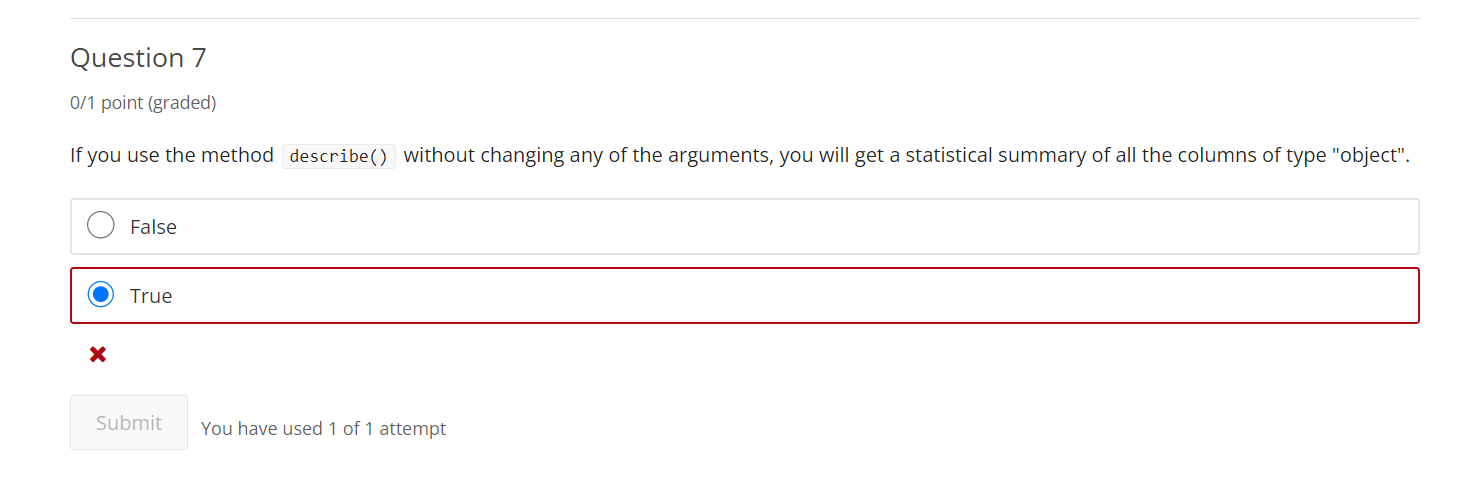 Question 7
0/1 point (graded)
If you use the method describe() without changing any of the arguments, you will get a statistical summary of all the columns of type "object".
False
True
Submit
You have used 1 of 1 attempt